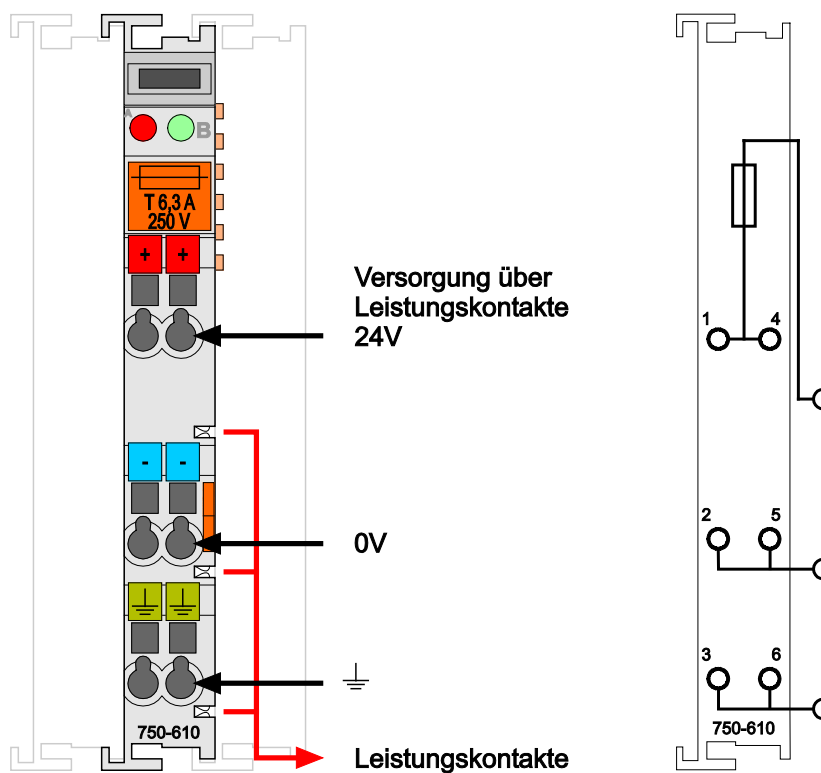 A
B
T 6,3 A
250 V
+ +
Versorgung über
Leistungskontakte
24V
- -
0V
750-610
Leistungskontakte
1 4
2 5
3 6
750-610